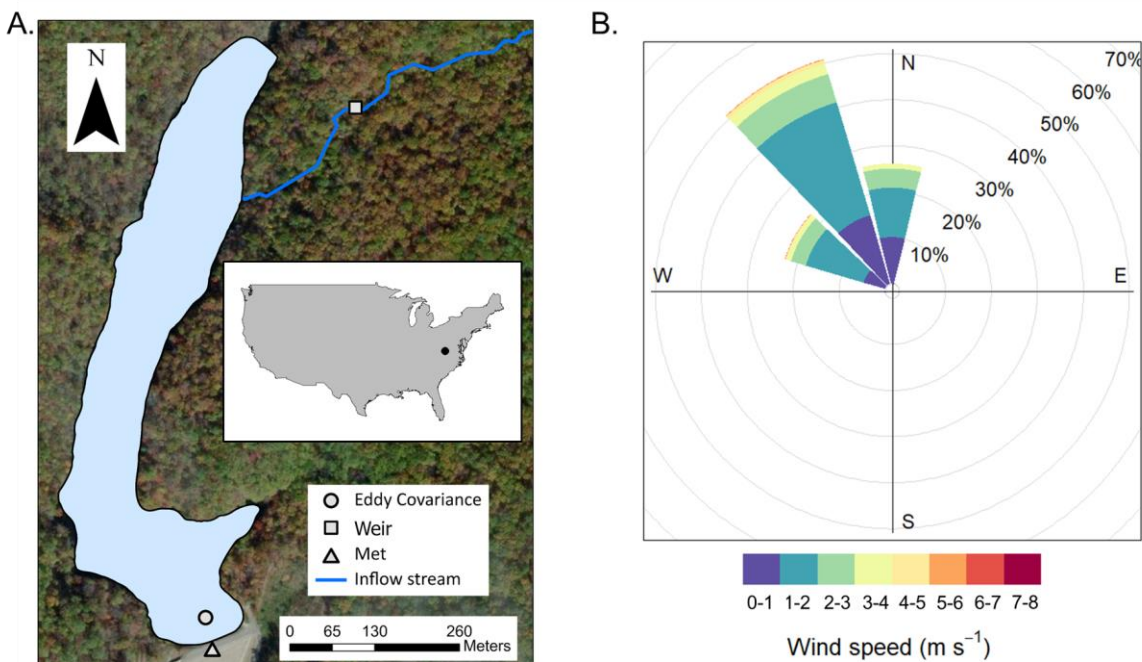 A.
N
Eddy Covariance
Weir
Met
Inflow stream
0 65 130 260
Meters
B.
N
70%
60%
50%
40%
30%
20%
10%
W
E
S
0-1 1-2 2-3 3-4 4-5 5-6 6-7 7-8
Wind speed (m s⁻¹)